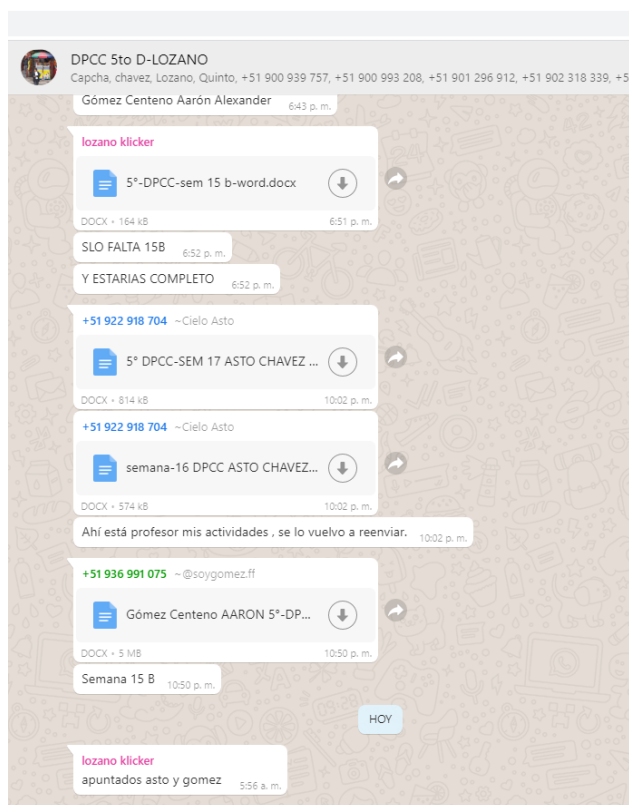 DPCC 5to D-LOZANO
Capcha, chavez, Lozano, Quinto, +51 900 939 757, +51 900 993 208, +51 901 296 912, +51 902 318 339, +5
Gómez Centeno Aarón Alexander 6:43 p. m.
lozano klicker
5°-DPCC-sem 15 b-word.docx
DOCX • 164 kB 6:51 p. m.
SLO FALTA 15B 6:52 p. m.
Y ESTARIAS COMPLETO 6:52 p. m.
+51 922 918 704 ~Cielo Asto
5° DPCC-SEM 17 ASTO CHAVEZ ...
DOCX • 814 kB 10:02 p. m.
+51 922 918 704 ~Cielo Asto
semana-16 DPCC ASTO CHAVEZ...
DOCX • 574 kB 10:02 p. m.
Ahí está profesor mis actividades , se lo vuelvo a reenviar. 10:02 p. m.
+51 936 991 075 ~@soygomez.ff
Gómez Centeno AARON 5°-DP...
DOCX • 5 MB 10:50 p. m.
Semana 15 B 10:50 p. m.
HOY
lozano klicker
apuntados asto y gomez 5:56 a. m.